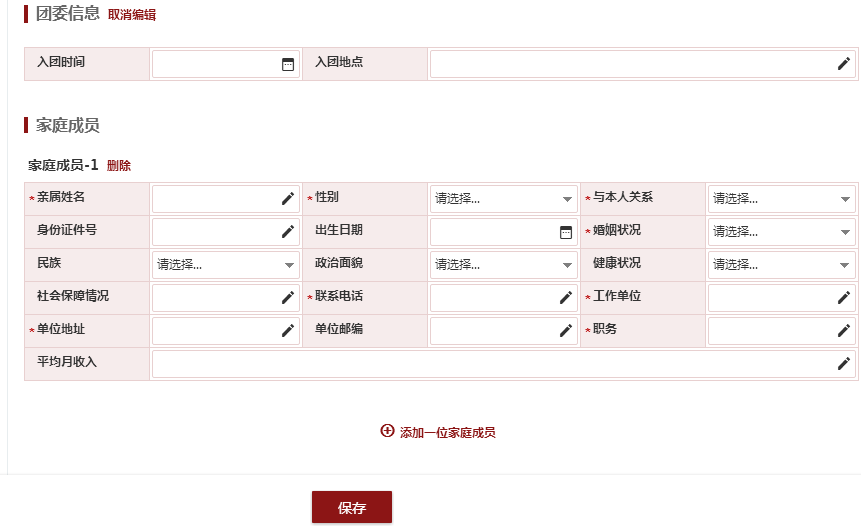 团委信息 取消编辑
入团时间 入团地点
家庭成员
家庭成员-1 删除
*亲属姓名 *性别 请选择... *与本人关系 请选择...
身份证件号 出生日期 *婚姻状况 请选择...
民族 请选择... 政治面貌 请选择... 健康状况 请选择...
社会保障情况 *联系电话 *工作单位
*单位地址 单位邮编 *职务
平均月收入
添加一位家庭成员
保存